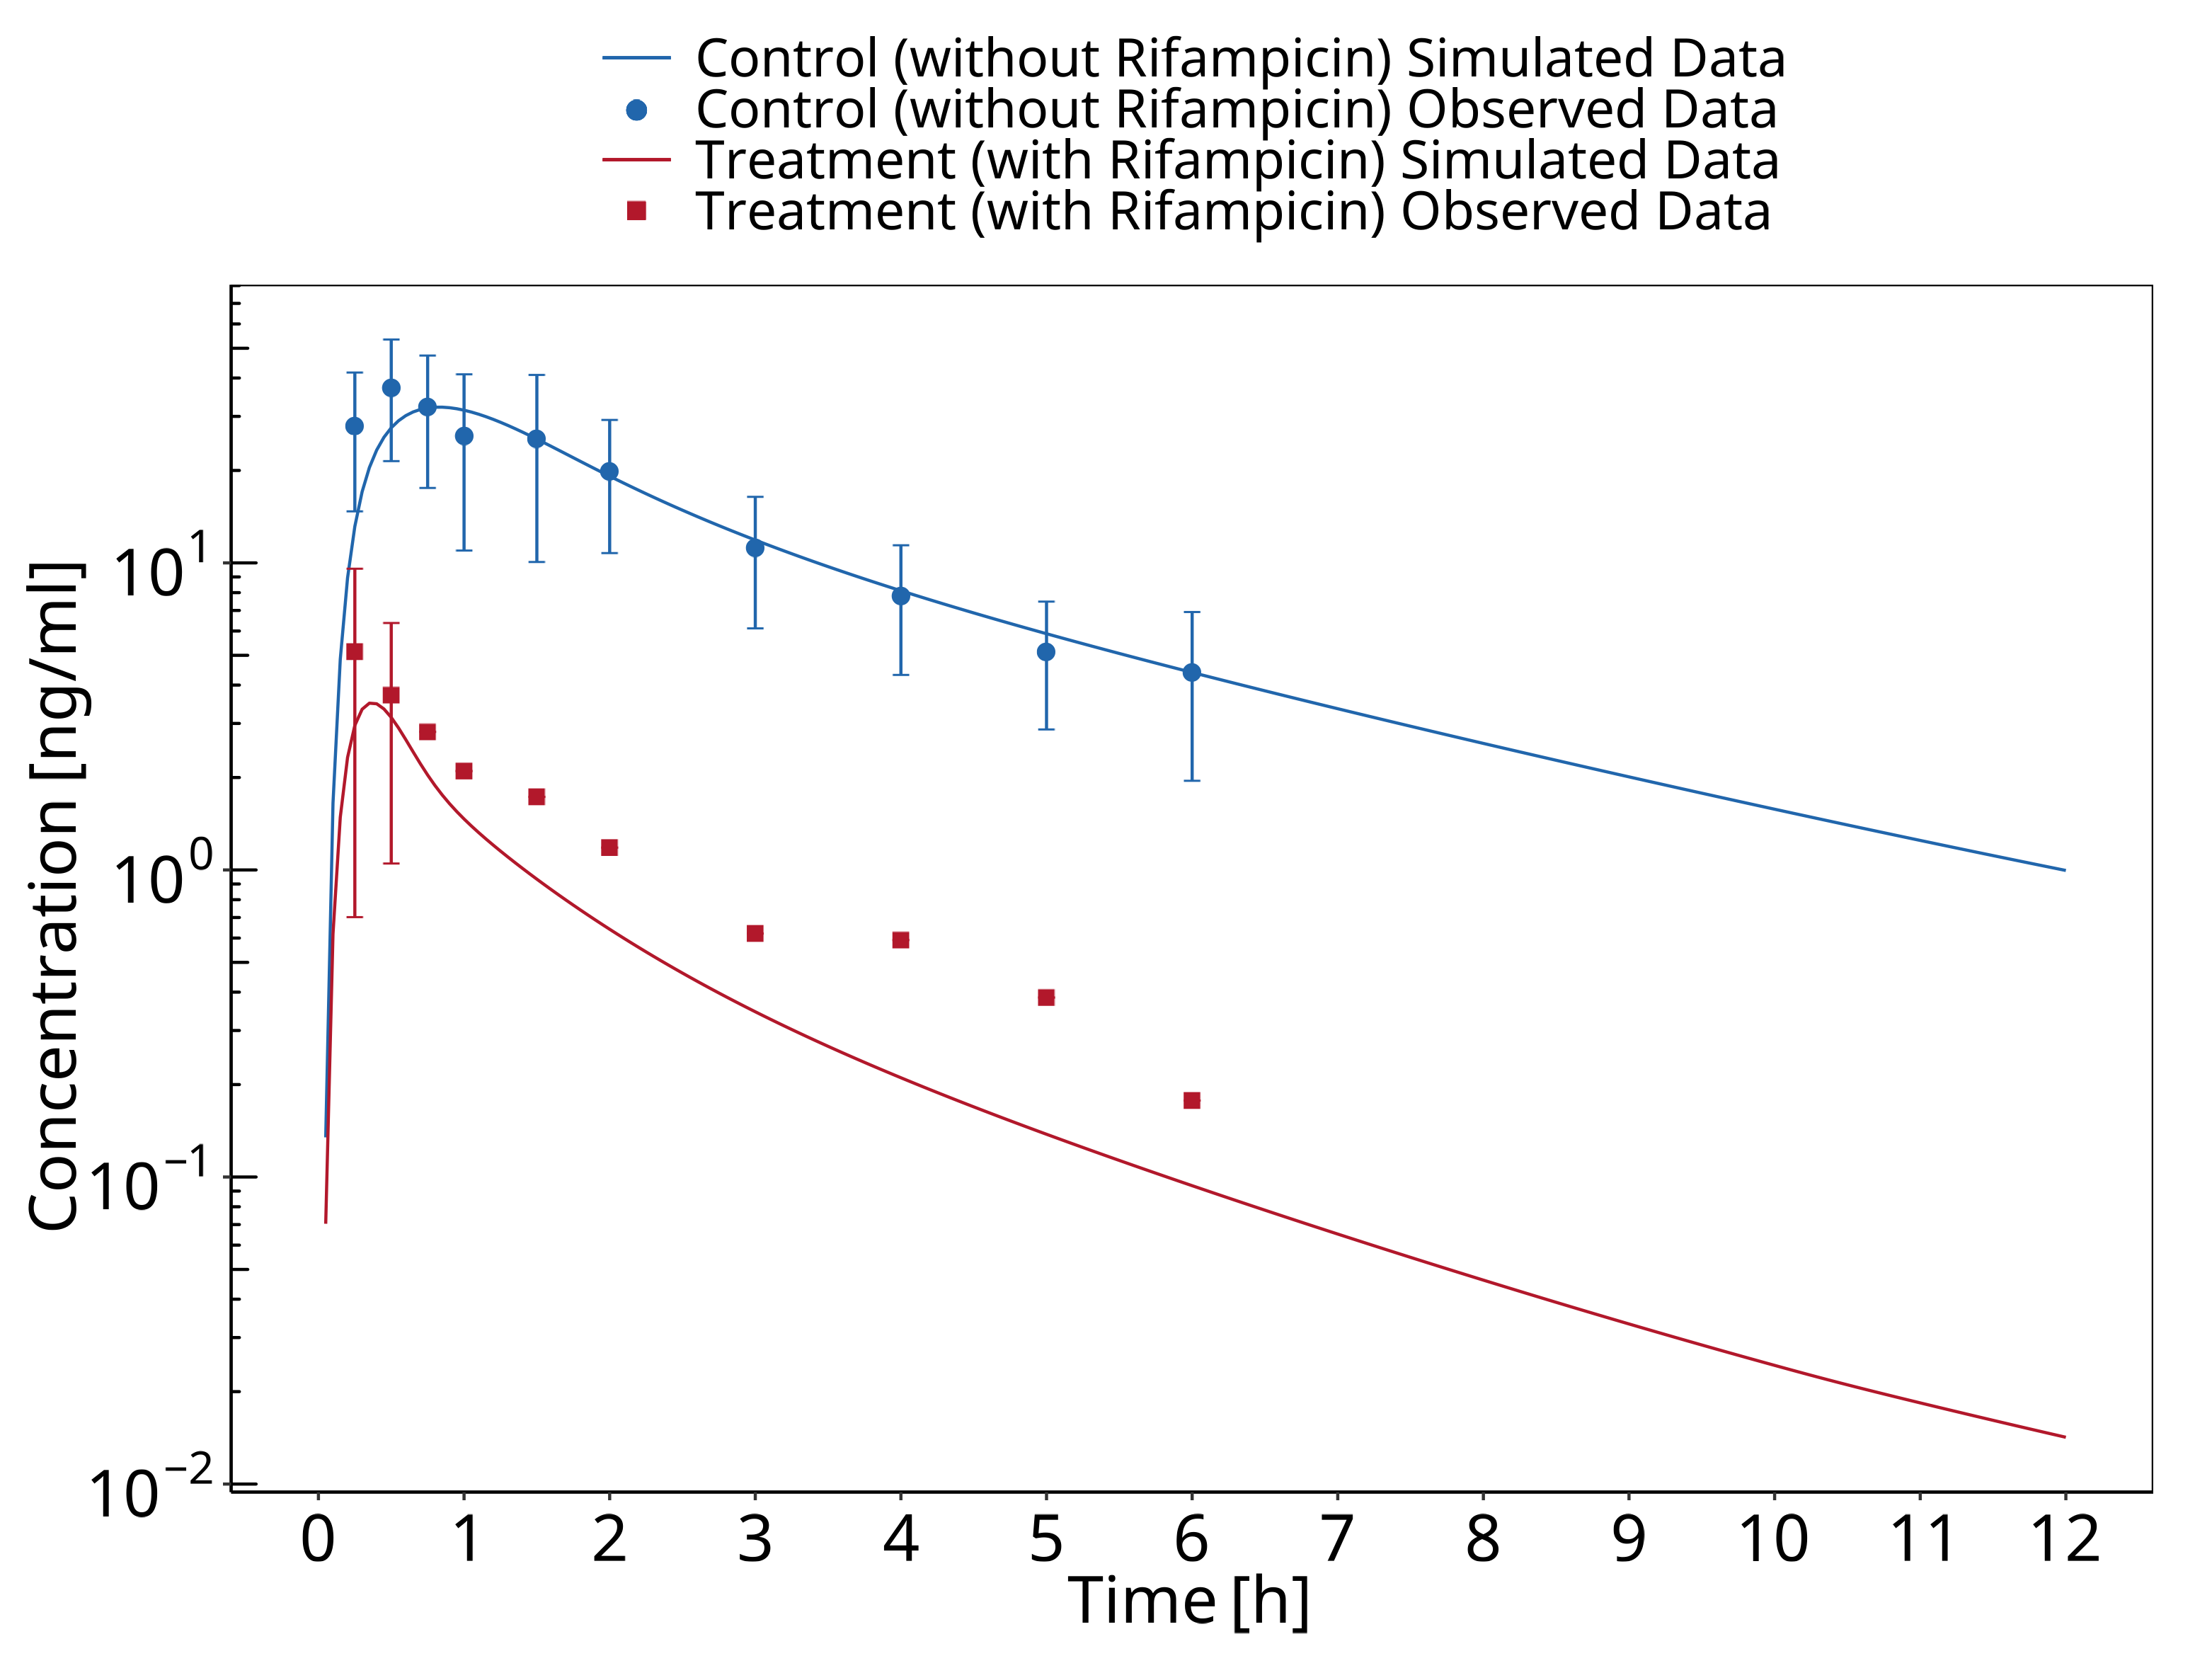 Control (without Rifampicin) Simulated Data
Control (without Rifampicin) Observed Data
Treatment (with Rifampicin) Simulated Data
Treatment (with Rifampicin) Observed Data
Concentration [ng/ml]
10¹
10⁰
10⁻¹
10⁻²
0 1 2 3 4 5 6 7 8 9 10 11 12
Time [h]